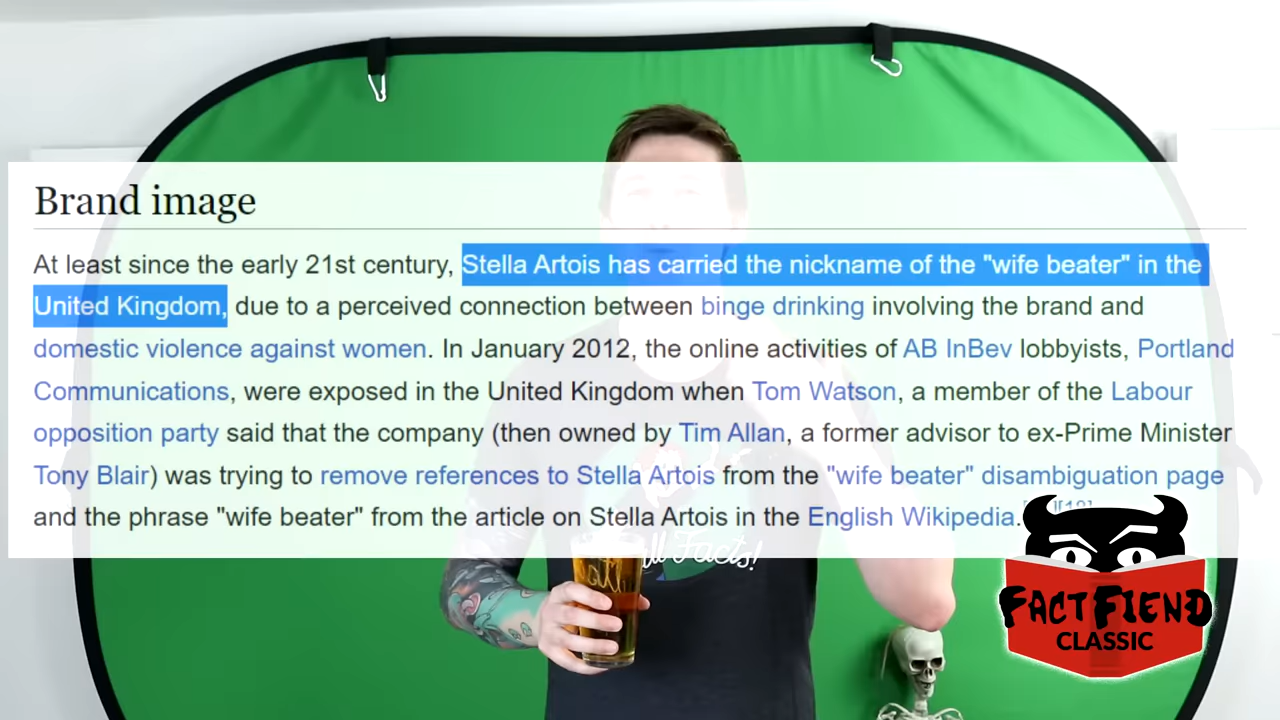 Brand image
At least since the early 21st century, Stella Artois has carried the nickname of the "wife beater" in the
United Kingdom, due to a perceived connection between binge drinking involving the brand and
domestic violence against women. In January 2012, the online activities of AB InBev lobbyists, Portland
Communications, were exposed in the United Kingdom when Tom Watson, a member of the Labour
opposition party said that the company (then owned by Tim Allan, a former advisor to ex-Prime Minister
Tony Blair) was trying to remove references to Stella Artois from the "wife beater" disambiguation page
and the phrase "wife beater" from the article on Stella Artois in the English Wikipedia.
Facts!
FACT FIEND
CLASSIC